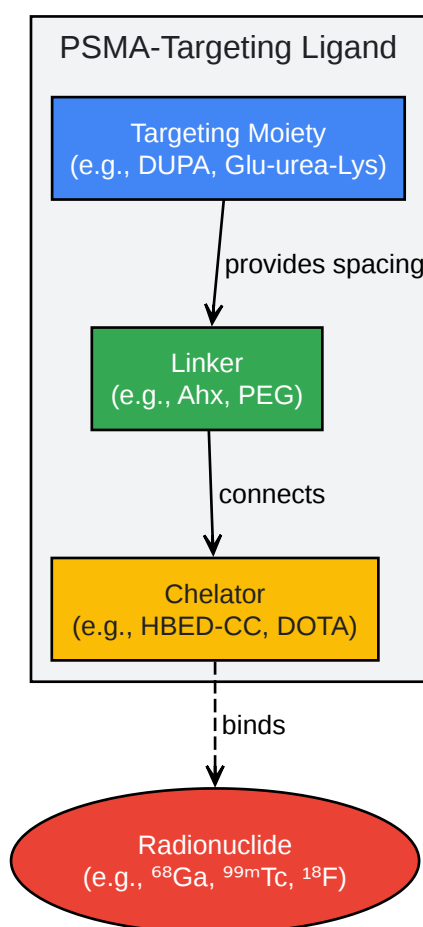 PSMA-Targeting Ligand
Targeting Moiety
(e.g., DUPA, Glu-urea-Lys)
provides spacing
Linker
(e.g., Ahx, PEG)
connects
Chelator
(e.g., HBED-CC, DOTA)
binds
Radionuclide
(e.g., ⁶⁸Ga, ⁹⁹ᵐTc, ¹⁸F)